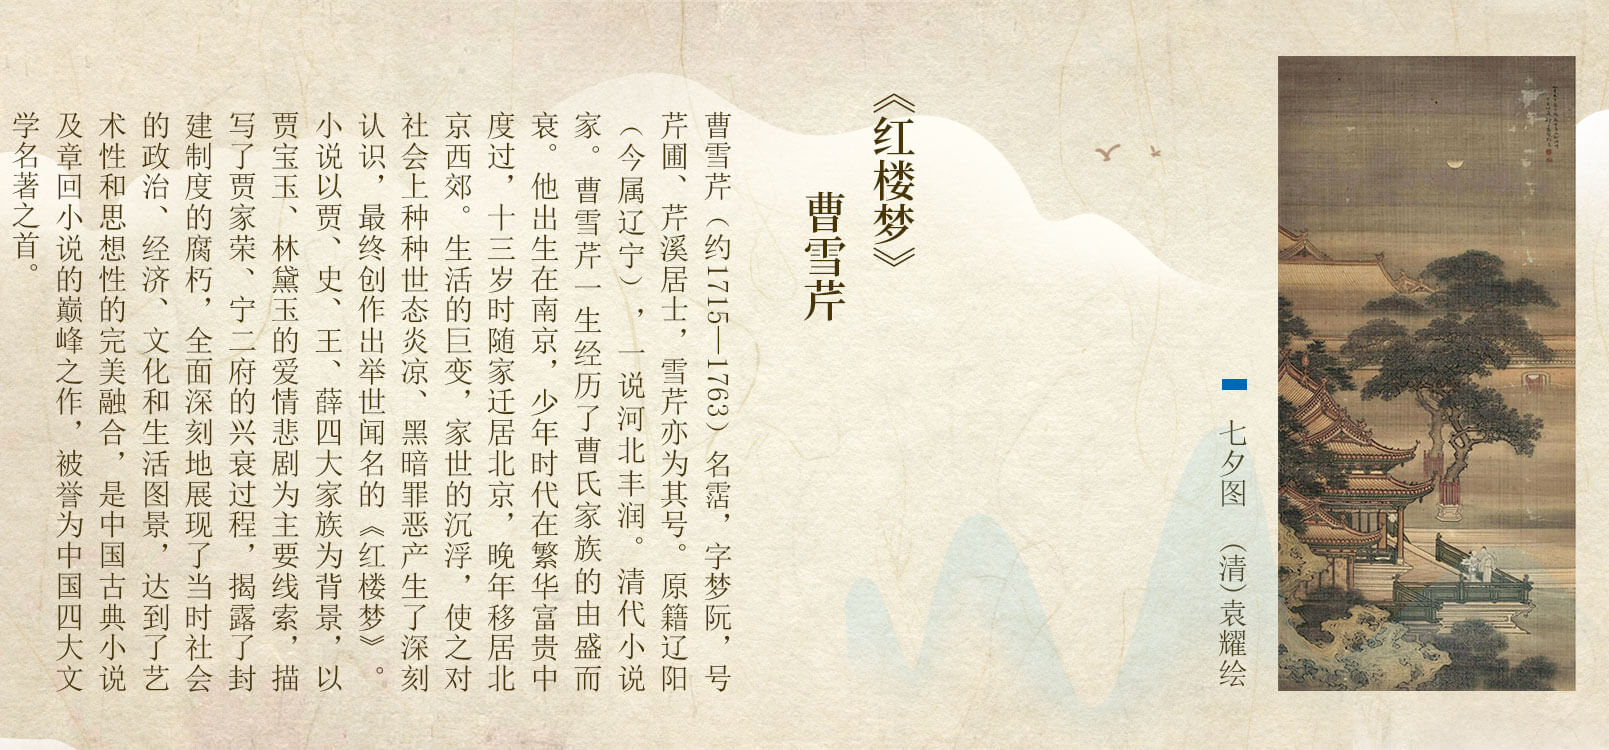 七夕图 （清）袁耀绘
《红楼梦》
曹雪芹
曹雪芹（约1715—1763）名霑，字梦阮，号
芹圃、芹溪居士，雪芹亦为其号。原籍辽阳
（今属辽宁），一说河北丰润。清代小说
家。曹雪芹一生经历了曹氏家族的由盛而
衰。他出生在南京，少年时代在繁华富贵中
度过，十三岁时随家迁居北京，晚年移居北
京西郊。生活的巨变，家世的沉浮，使之对
社会上种种世态炎凉、黑暗罪恶产生了深刻
认识，最终创作出举世闻名的《红楼梦》。
小说以贾、史、王、薛四大家族为背景，以
贾宝玉、林黛玉的爱情悲剧为主要线索，描
写了贾家荣、宁二府的兴衰过程，揭露了封
建制度的腐朽，全面深刻地展现了当时社会
的政治、经济、文化和生活图景，达到了艺
术性和思想性的完美融合，是中国古典小说
及章回小说的巅峰之作，被誉为中国四大文
学名著之首。